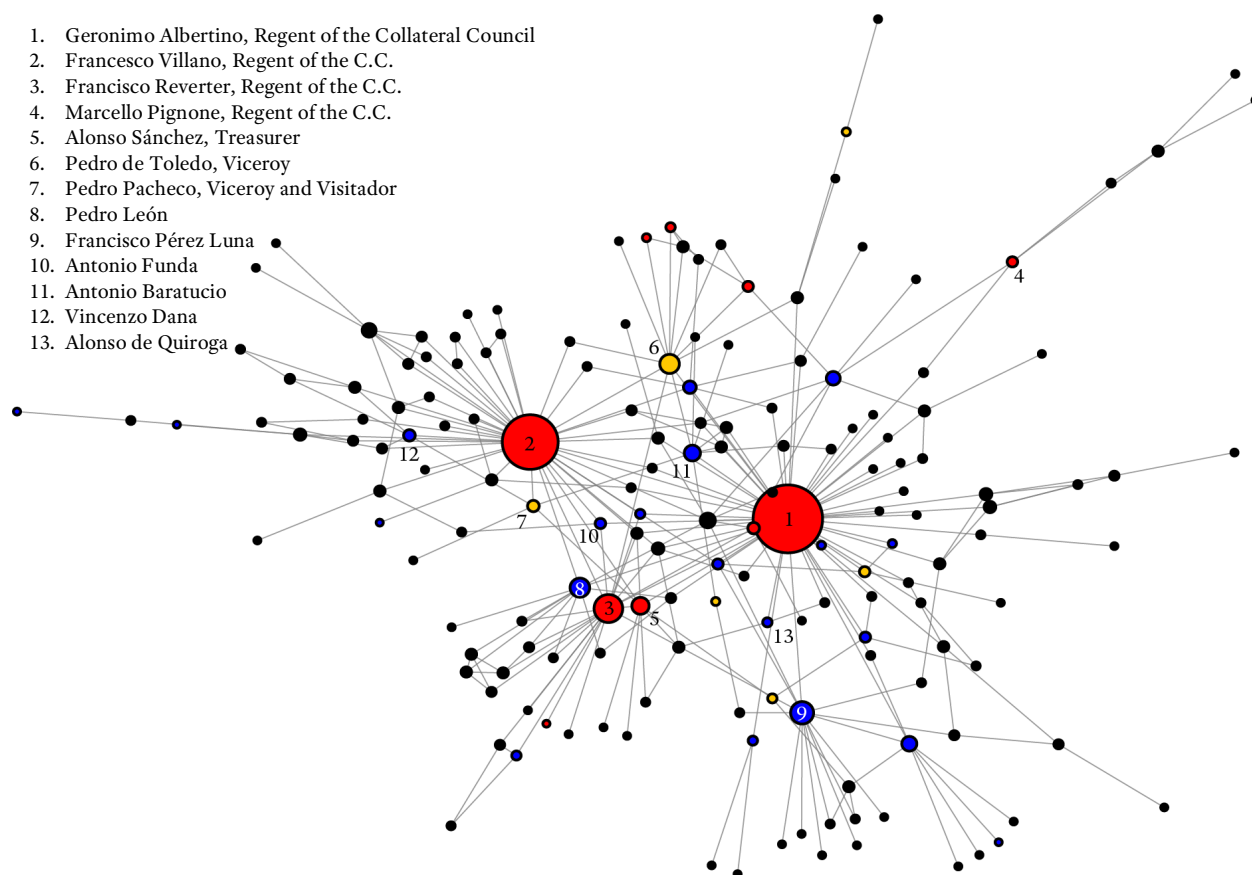 1. Geronimo Albertino, Regent of the Collateral Council
2. Francesco Villano, Regent of the C.C.
3. Francisco Reverter, Regent of the C.C.
4. Marcello Pignone, Regent of the C.C.
5. Alonso Sánchez, Treasurer
6. Pedro de Toledo, Viceroy
7. Pedro Pacheco, Viceroy and Visitador
8. Pedro León
9. Francisco Pérez Luna
10. Antonio Funda
11. Antonio Baratucio
12. Vincenzo Dana
13. Alonso de Quiroga
4
6
2
12
11
7
1
10
8
3
5
13
9